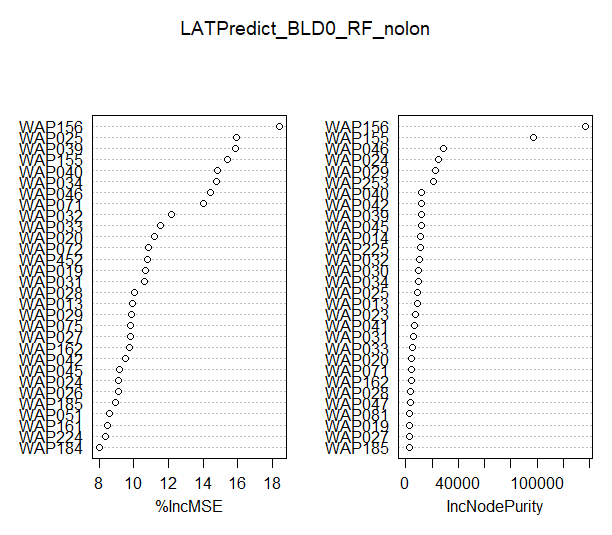 LATPredict_BLD0_RF_nolon
WAP156
WAP025
WAP039
WAP155
WAP040
WAP034
WAP046
WAP071
WAP032
WAP033
WAP020
WAP072
WAP452
WAP019
WAP031
WAP028
WAP013
WAP029
WAP075
WAP027
WAP162
WAP042
WAP045
WAP024
WAP026
WAP185
WAP051
WAP161
WAP224
WAP184
8 10 12 14 16 18
%IncMSE
WAP156
WAP155
WAP046
WAP024
WAP029
WAP253
WAP040
WAP042
WAP039
WAP045
WAP014
WAP225
WAP032
WAP030
WAP034
WAP025
WAP013
WAP023
WAP041
WAP031
WAP033
WAP020
WAP071
WAP162
WAP028
WAP047
WAP081
WAP019
WAP027
WAP185
0 40000 100000
IncNodePurity